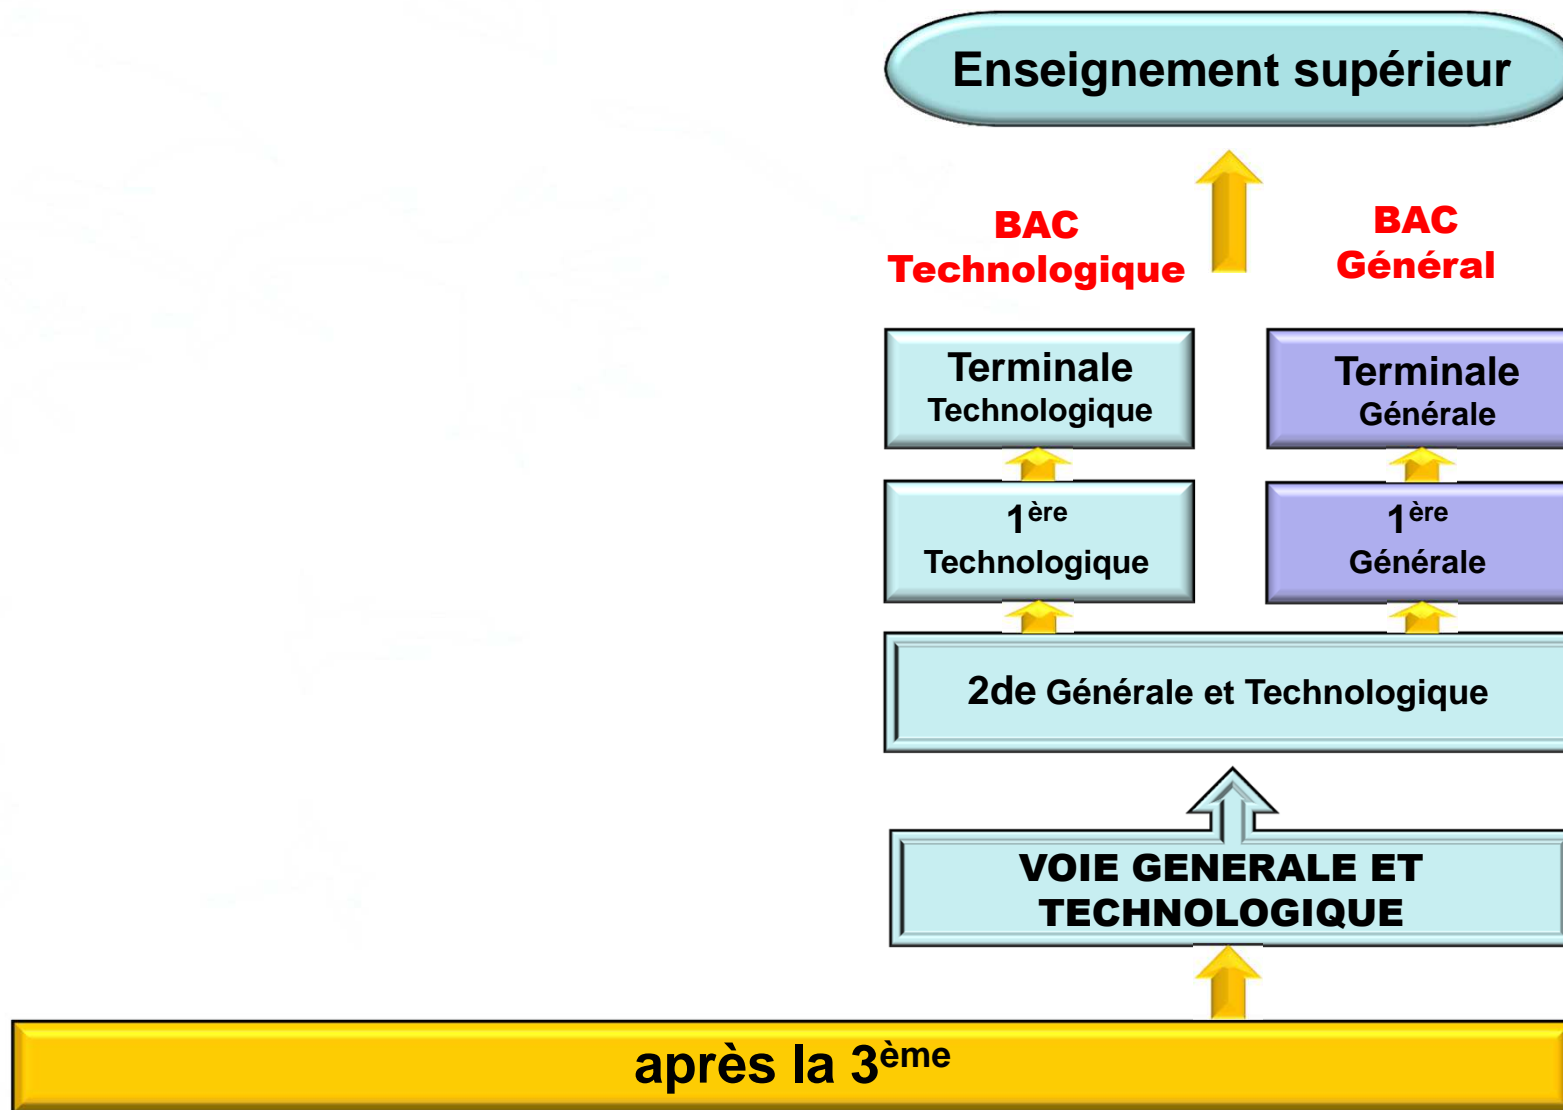 Enseignement supérieur
BAC
Technologique
BAC
Général
Terminale
Technologique
Terminale
Générale
1ère
Technologique
1ère
Générale
2de Générale et Technologique
VOIE GENERALE ET
TECHNOLOGIQUE
après la 3ème